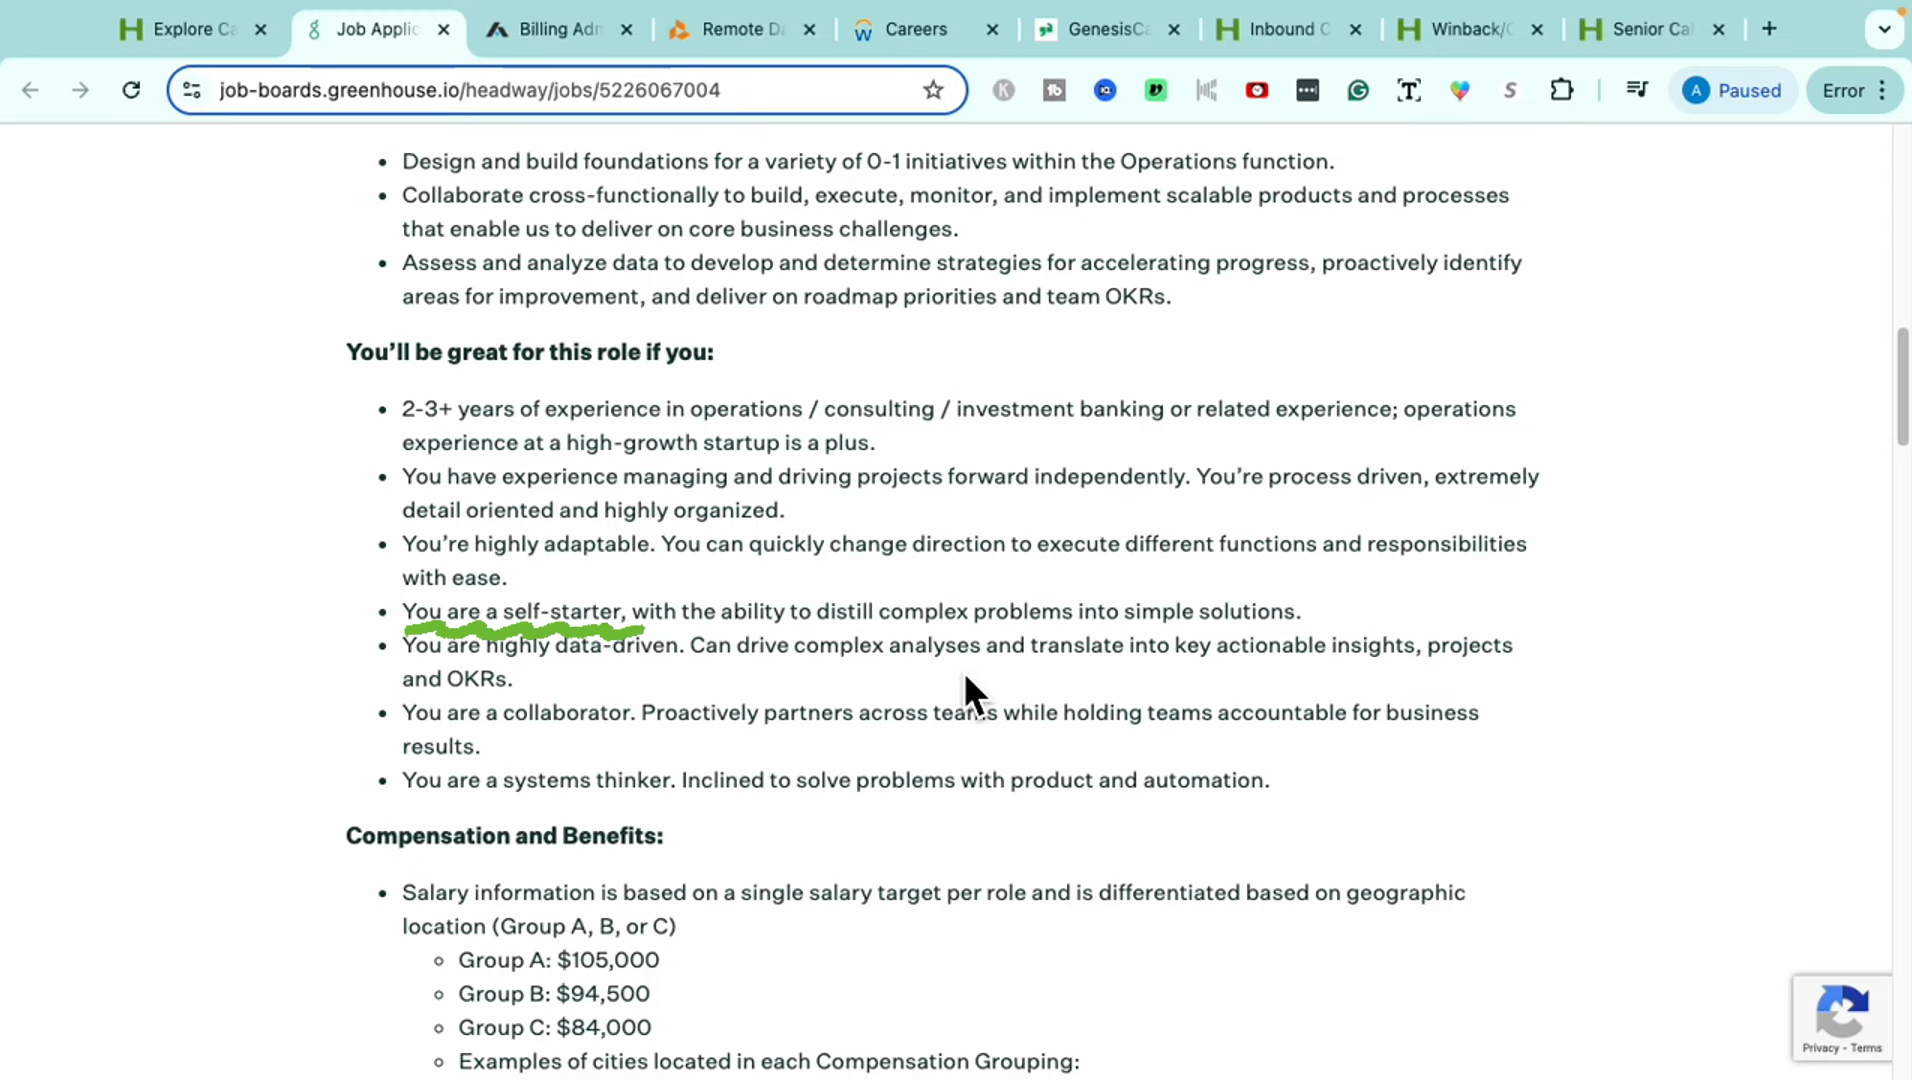 Explore Ca
Job Applic
Billing Adm
Remote Da
Careers
GenesisCa
Inbound C
Winback/C
Senior Cal
job-boards.greenhouse.io/headway/jobs/5226067004
Paused
Error
• Design and build foundations for a variety of 0-1 initiatives within the Operations function.
• Collaborate cross-functionally to build, execute, monitor, and implement scalable products and processes
that enable us to deliver on core business challenges.
• Assess and analyze data to develop and determine strategies for accelerating progress, proactively identify
areas for improvement, and deliver on roadmap priorities and team OKRs.
You’ll be great for this role if you:
• 2-3+ years of experience in operations / consulting / investment banking or related experience; operations
experience at a high-growth startup is a plus.
• You have experience managing and driving projects forward independently. You’re process driven, extremely
detail oriented and highly organized.
• You’re highly adaptable. You can quickly change direction to execute different functions and responsibilities
with ease.
• You are a self-starter, with the ability to distill complex problems into simple solutions.
• You are highly data-driven. Can drive complex analyses and translate into key actionable insights, projects
and OKRs.
• You are a collaborator. Proactively partners across teams while holding teams accountable for business
results.
• You are a systems thinker. Inclined to solve problems with product and automation.
Compensation and Benefits:
• Salary information is based on a single salary target per role and is differentiated based on geographic
location (Group A, B, or C)
◦ Group A: $105,000
◦ Group B: $94,500
◦ Group C: $84,000
◦ Examples of cities located in each Compensation Grouping:
Privacy - Terms